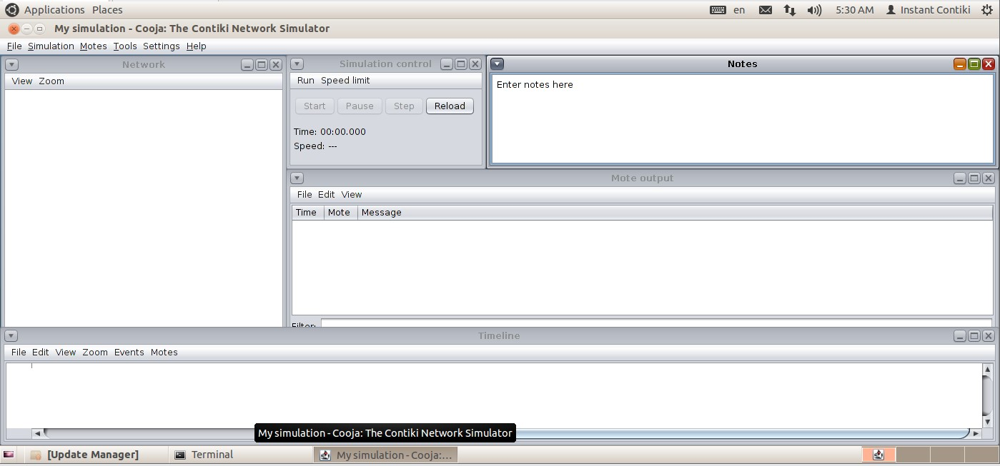 Applications Places en 5:30 AM Instant Contiki
My simulation - Cooja: The Contiki Network Simulator
File Simulation Motes Tools Settings Help
Network
View Zoom
Simulation control
Run Speed limit
Start Pause Step Reload
Time: 00:00.000
Speed: ---
Notes
Enter notes here
Mote output
File Edit View
Time Mote Message
Filter:
Timeline
File Edit View Zoom Events Motes
My simulation - Cooja: The Contiki Network Simulator
[Update Manager] Terminal My simulation - Cooja:...